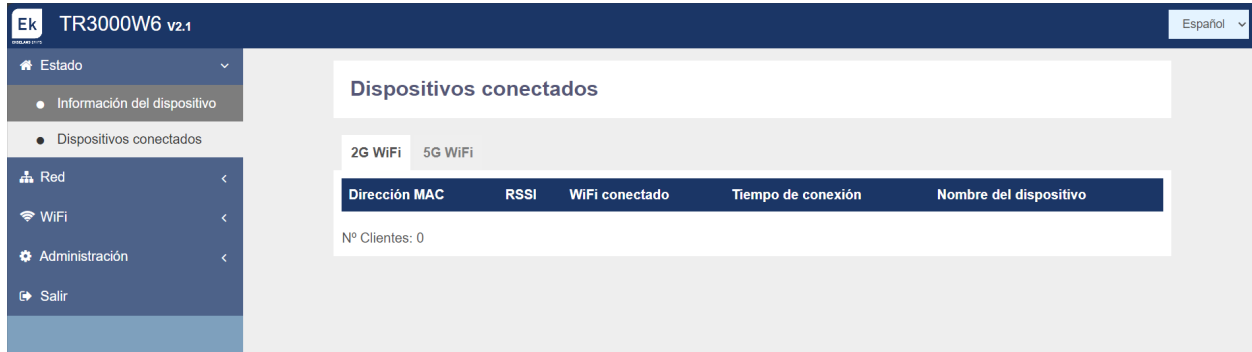 Ek TR3000W6 V2.1
Español
Estado
Información del dispositivo
Dispositivos conectados
Red
WiFi
Administración
Salir
Dispositivos conectados
2G WiFi 5G WiFi
Dirección MAC RSSI WiFi conectado Tiempo de conexión Nombre del dispositivo
Nº Clientes: 0